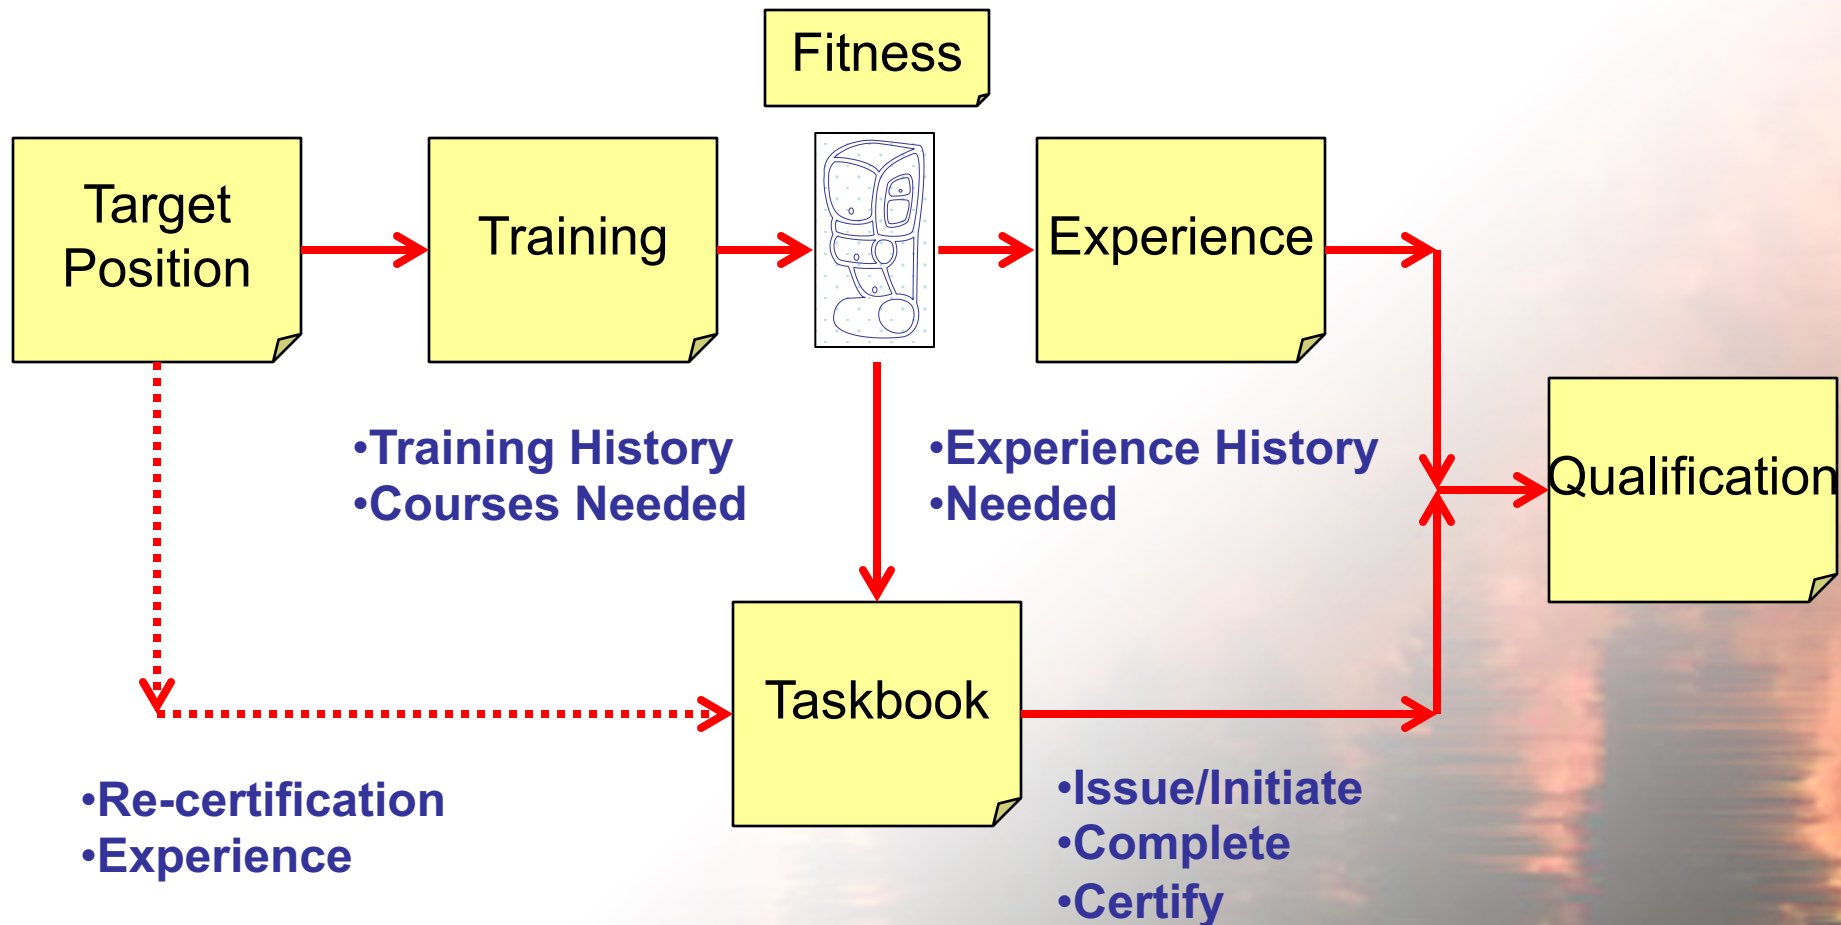 Fitness
Target
Position
Training
Experience
•Training History
•Courses Needed
•Experience History
•Needed
Qualification
Taskbook
•Re-certification
•Experience
•Issue/Initiate
•Complete
•Certify